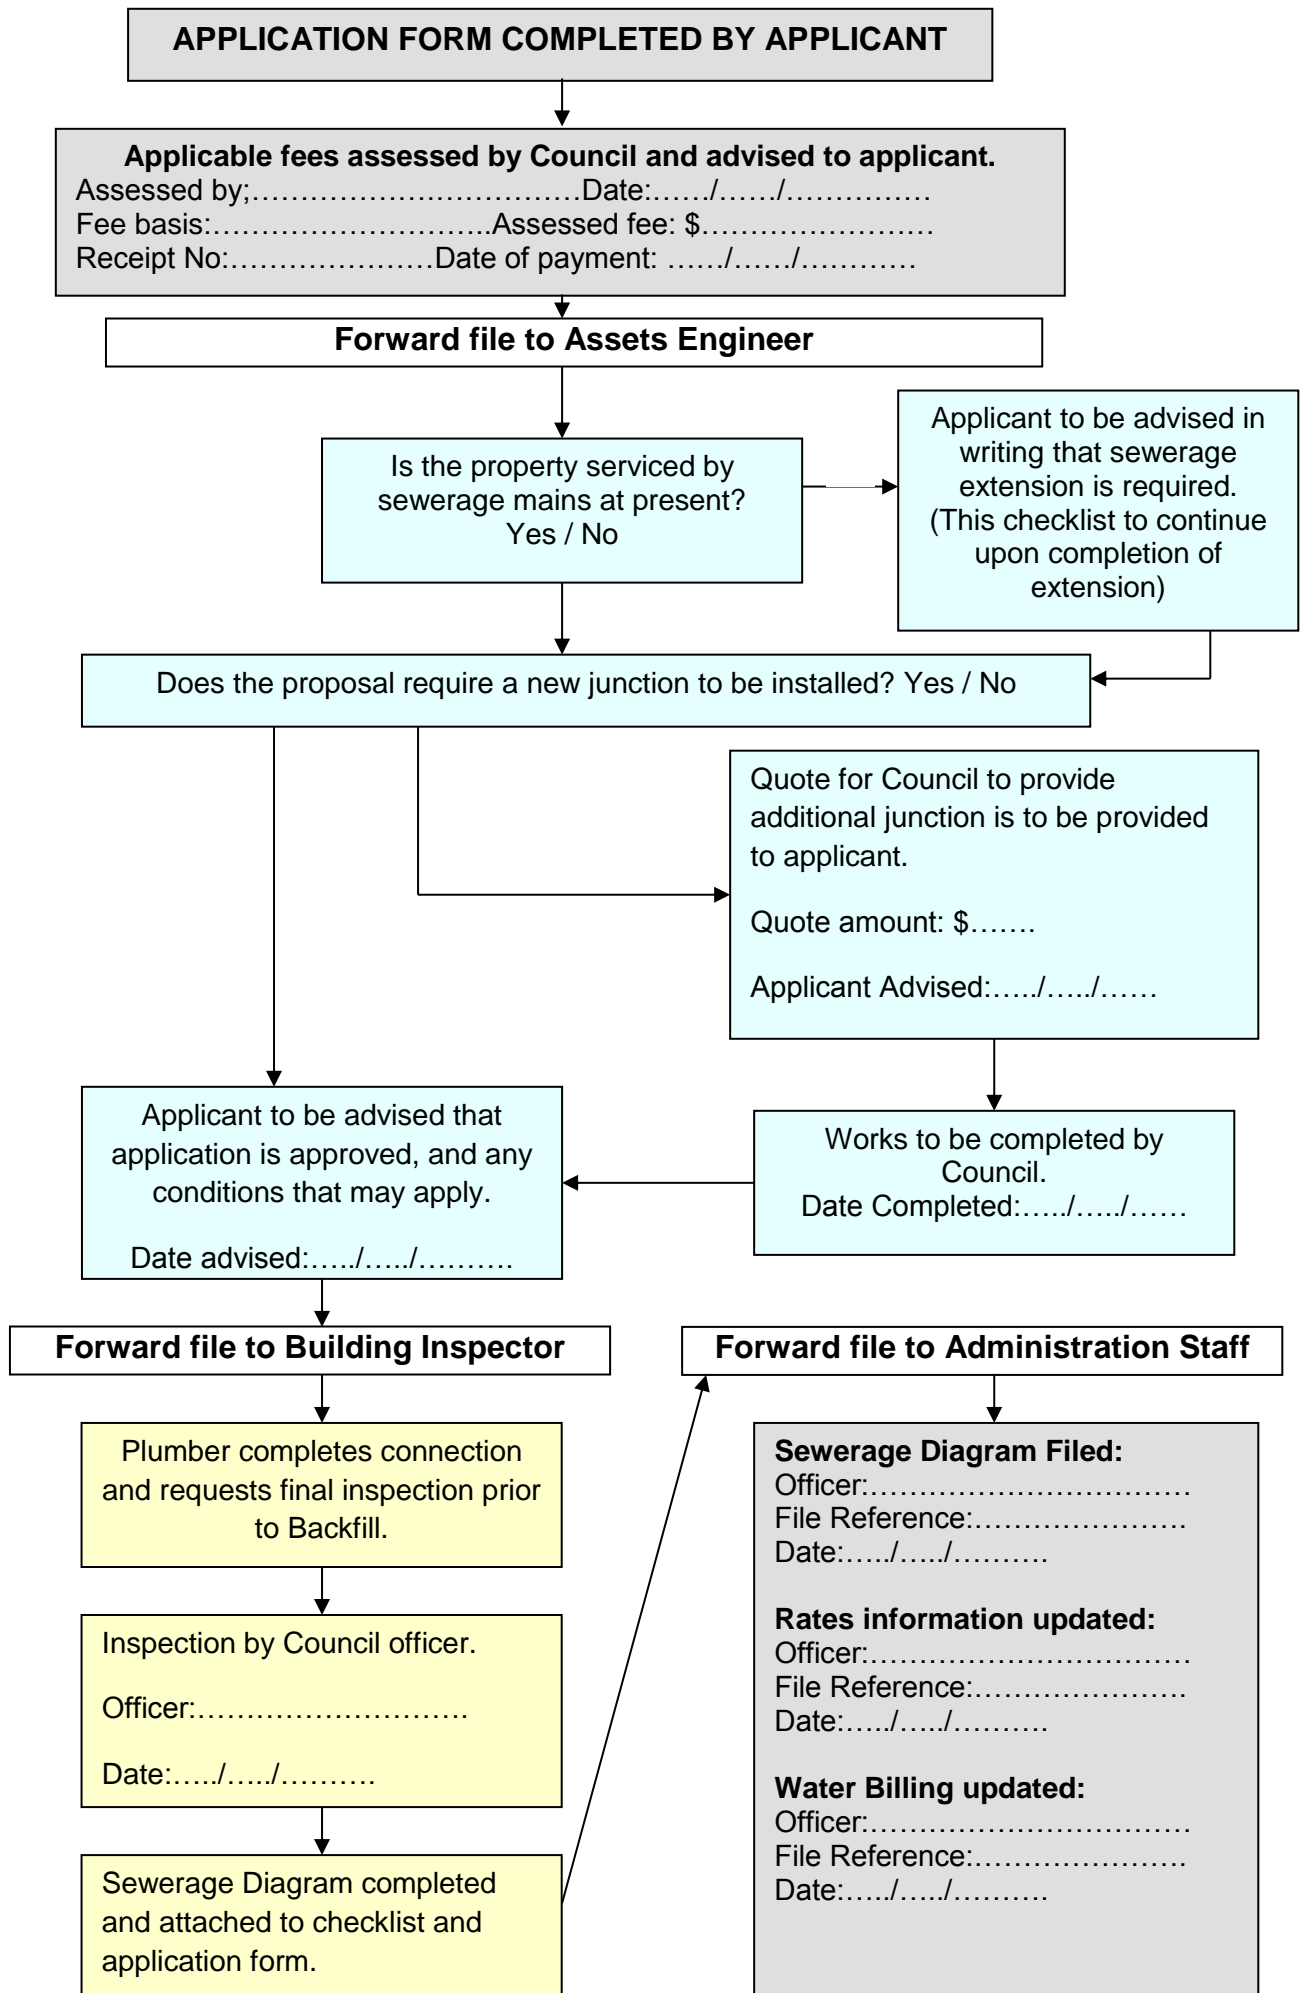 APPLICATION FORM COMPLETED BY APPLICANT
Applicable fees assessed by Council and advised to applicant.
Assessed by;……………………………Date:……/……/……………
Fee basis:………………………..Assessed fee: $……………………
Receipt No:…………………Date of payment: ……/……/…………
Forward file to Assets Engineer
Is the property serviced by
sewerage mains at present?
Yes / No
Applicant to be advised in
writing that sewerage
extension is required.
(This checklist to continue
upon completion of
extension)
Does the proposal require a new junction to be installed? Yes / No
Quote for Council to provide
additional junction is to be provided
to applicant.
Quote amount: $…….
Applicant Advised:…../…../……
Applicant to be advised that
application is approved, and any
conditions that may apply.
Date advised:…../…../……….
Works to be completed by
Council.
Date Completed:…../…../……
Forward file to Building Inspector
Plumber completes connection
and requests final inspection prior
to Backfill.
Inspection by Council officer.
Officer:……………………….
Date:…../…../……….
Sewerage Diagram completed
and attached to checklist and
application form.
Forward file to Administration Staff
Sewerage Diagram Filed:
Officer:……………………………
File Reference:………………….
Date:…../…../……….
Rates information updated:
Officer:……………………………
File Reference:………………….
Date:…../…../……….
Water Billing updated:
Officer:……………………………
File Reference:………………….
Date:…../…../……….